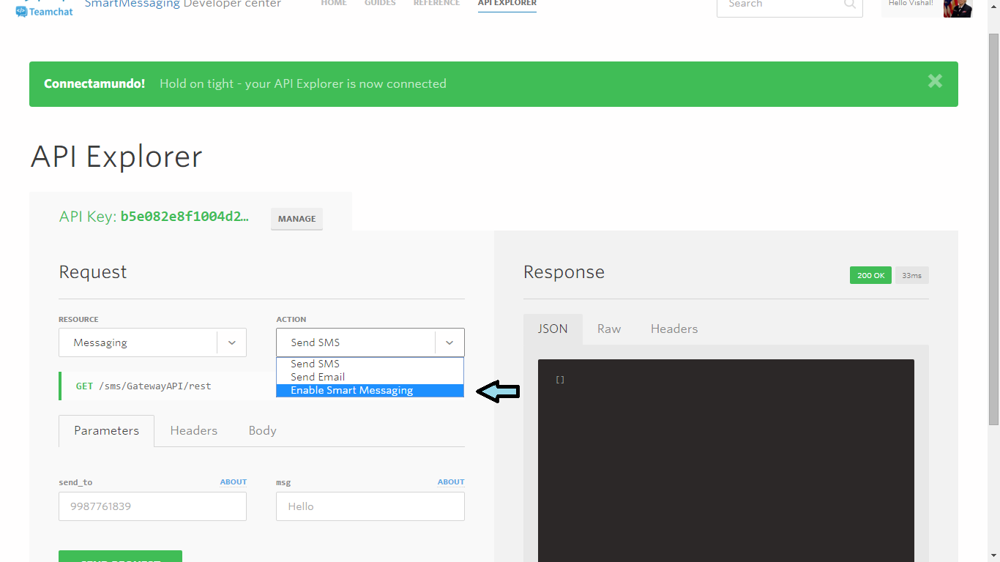 SmartMessaging Developer center
HOME GUIDES REFERENCE API EXPLORER
Search
Hello Vishal!
Teamchat
Connectamundo! Hold on tight - your API Explorer is now connected
API Explorer
API Key: b5e082e8f1004d2…
MANAGE
Request
RESOURCE
Messaging
ACTION
Send SMS
Send SMS
Send Email
Enable Smart Messaging
GET /sms/GatewayAPI/rest
Parameters Headers Body
send_to ABOUT
9987761839
msg ABOUT
Hello
Response
200 OK 33ms
JSON Raw Headers
[]